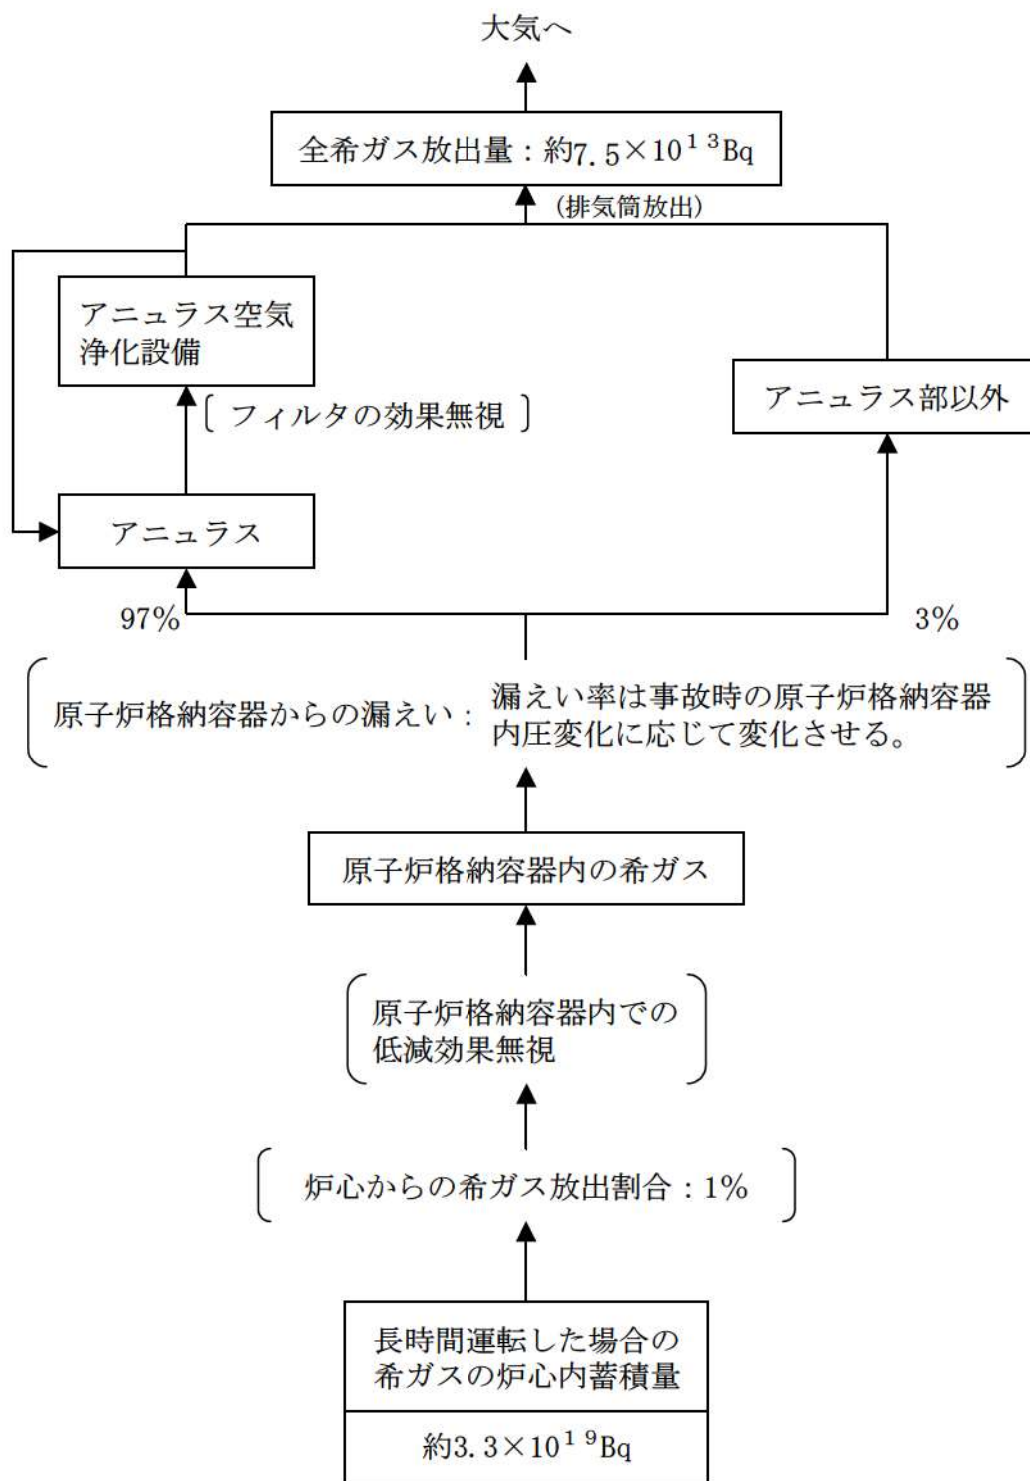 大気へ
全希ガス放出量：約7.5×10¹³Bq
(排気筒放出)
アニュラス空気
浄化設備
〔 フィルタの効果無視 〕
アニュラス部以外
アニュラス
97%
3%
原子炉格納容器からの漏えい：
漏えい率は事故時の原子炉格納容器
内圧変化に応じて変化させる。
原子炉格納容器内の希ガス
原子炉格納容器内での
低減効果無視
炉心からの希ガス放出割合：1%
長時間運転した場合の
希ガスの炉心内蓄積量
約3.3×10¹⁹Bq